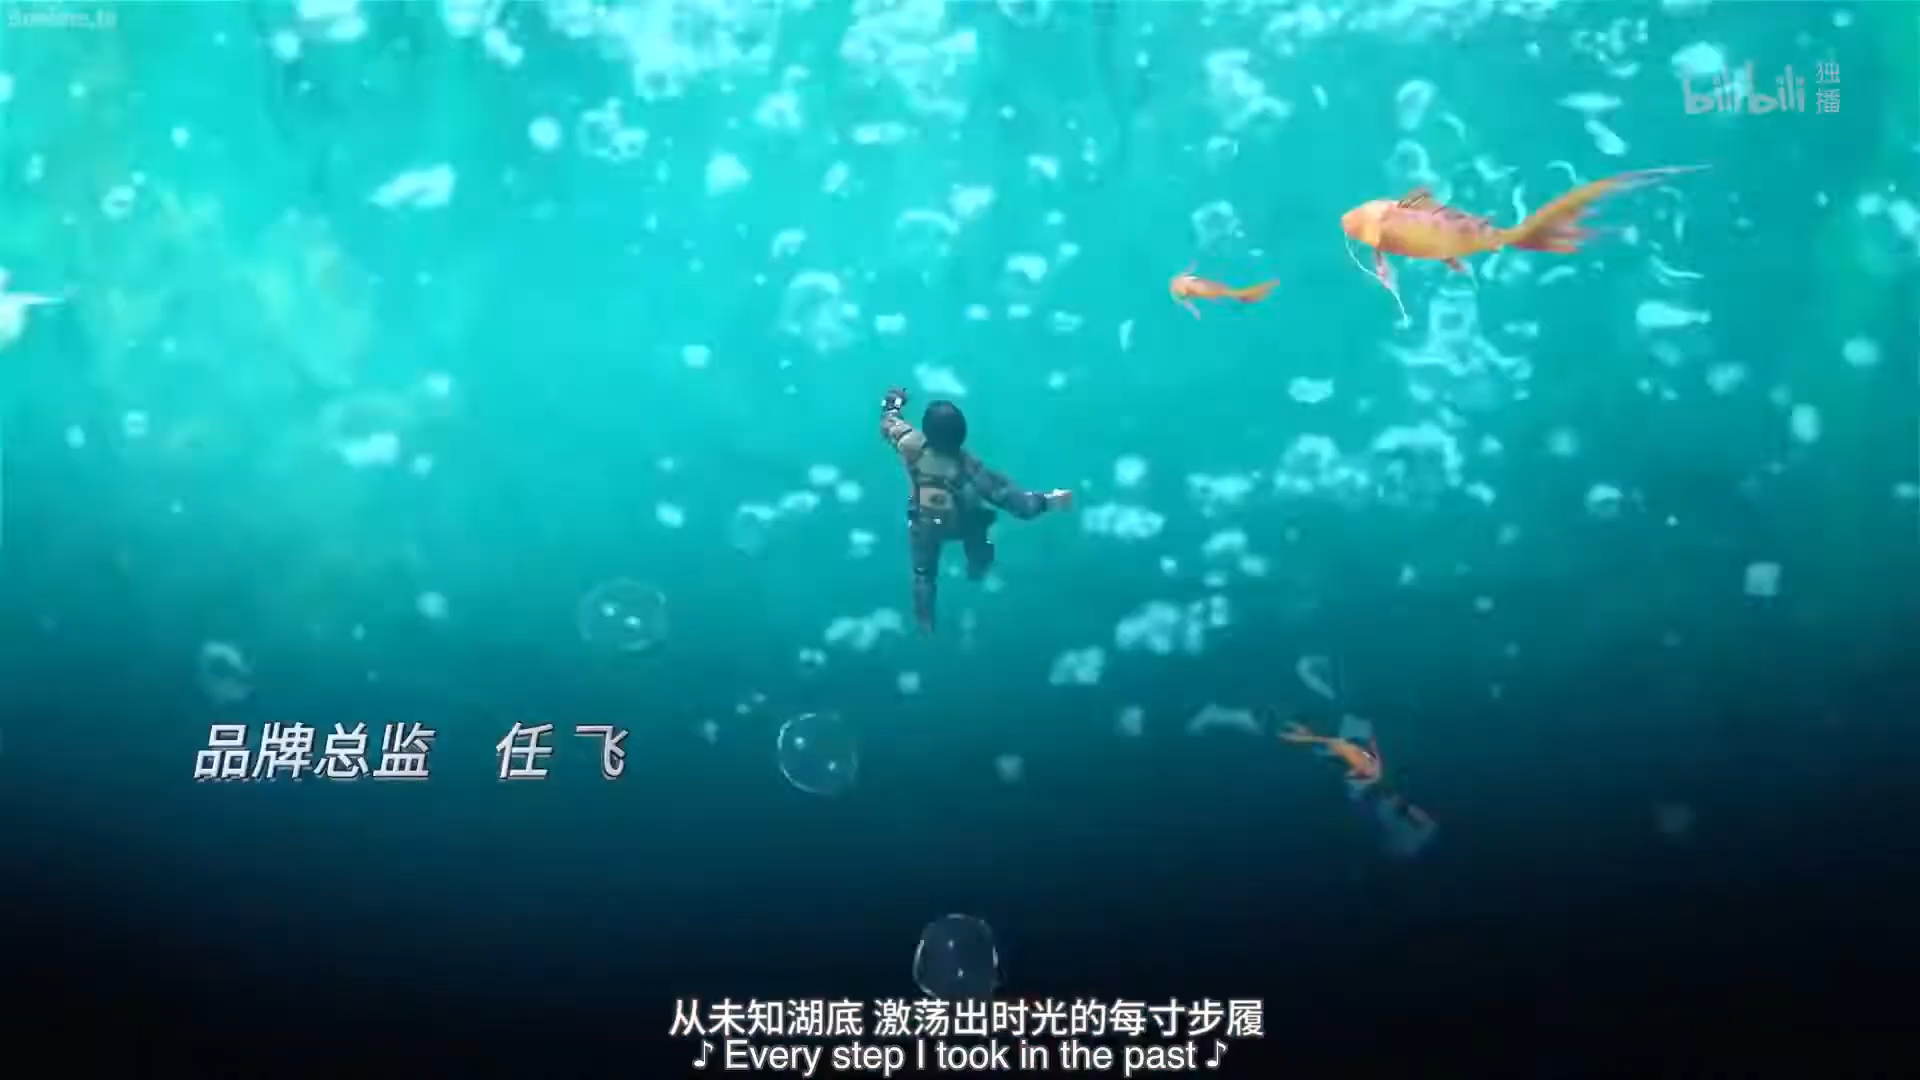 bilibili 独播
品牌总监 任飞
从未知湖底 激荡出时光的每寸步履
♪ Every step I took in the past ♪